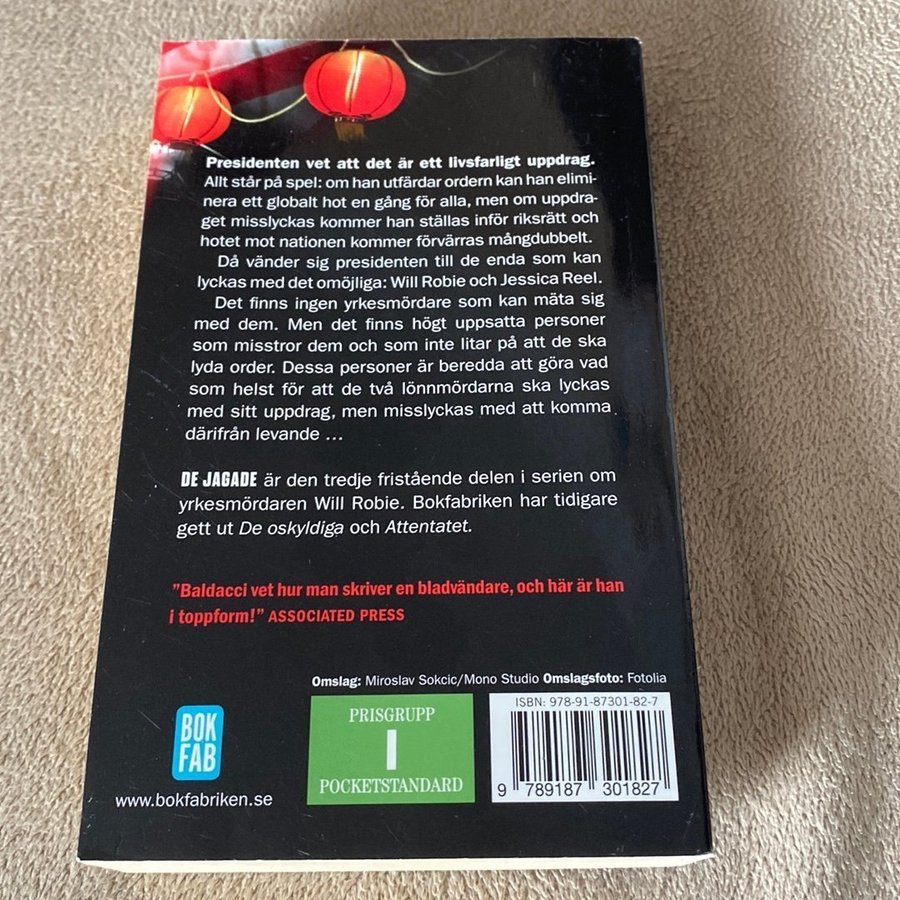 Presidenten vet att det är ett livsfarligt uppdrag.
Allt står på spel: om han utfärdar ordern kan han elimi-
nera ett globalt hot en gång för alla, men om uppdra-
get misslyckas kommer han ställas inför riksrätt och
hotet mot nationen kommer förvärras mångdubbelt.
Då vänder sig presidenten till de enda som kan
lyckas med det omöjliga: Will Robie och Jessica Reel.
Det finns ingen yrkesmördare som kan mäta sig
med dem. Men det finns högt uppsatta personer
som misstror dem och som inte litar på att de ska
lyda order. Dessa personer är beredda att göra vad
som helst för att de två lönnmördarna ska lyckas
med sitt uppdrag, men misslyckas med att komma
därifrån levande ...
DE JAGADE är den tredje fristående delen i serien om
yrkesmördaren Will Robie. Bokfabriken har tidigare
gett ut De oskyldiga och Attentatet.
”Baldacci vet hur man skriver en bladvändare, och här är han
i toppform!” ASSOCIATED PRESS
Omslag: Miroslav Sokcic/Mono Studio Omslagsfoto: Fotolia
BOK
FAB
www.bokfabriken.se
PRISGRUPP
I
POCKETSTANDARD
ISBN: 978-91-87301-82-7
9 789187 301827